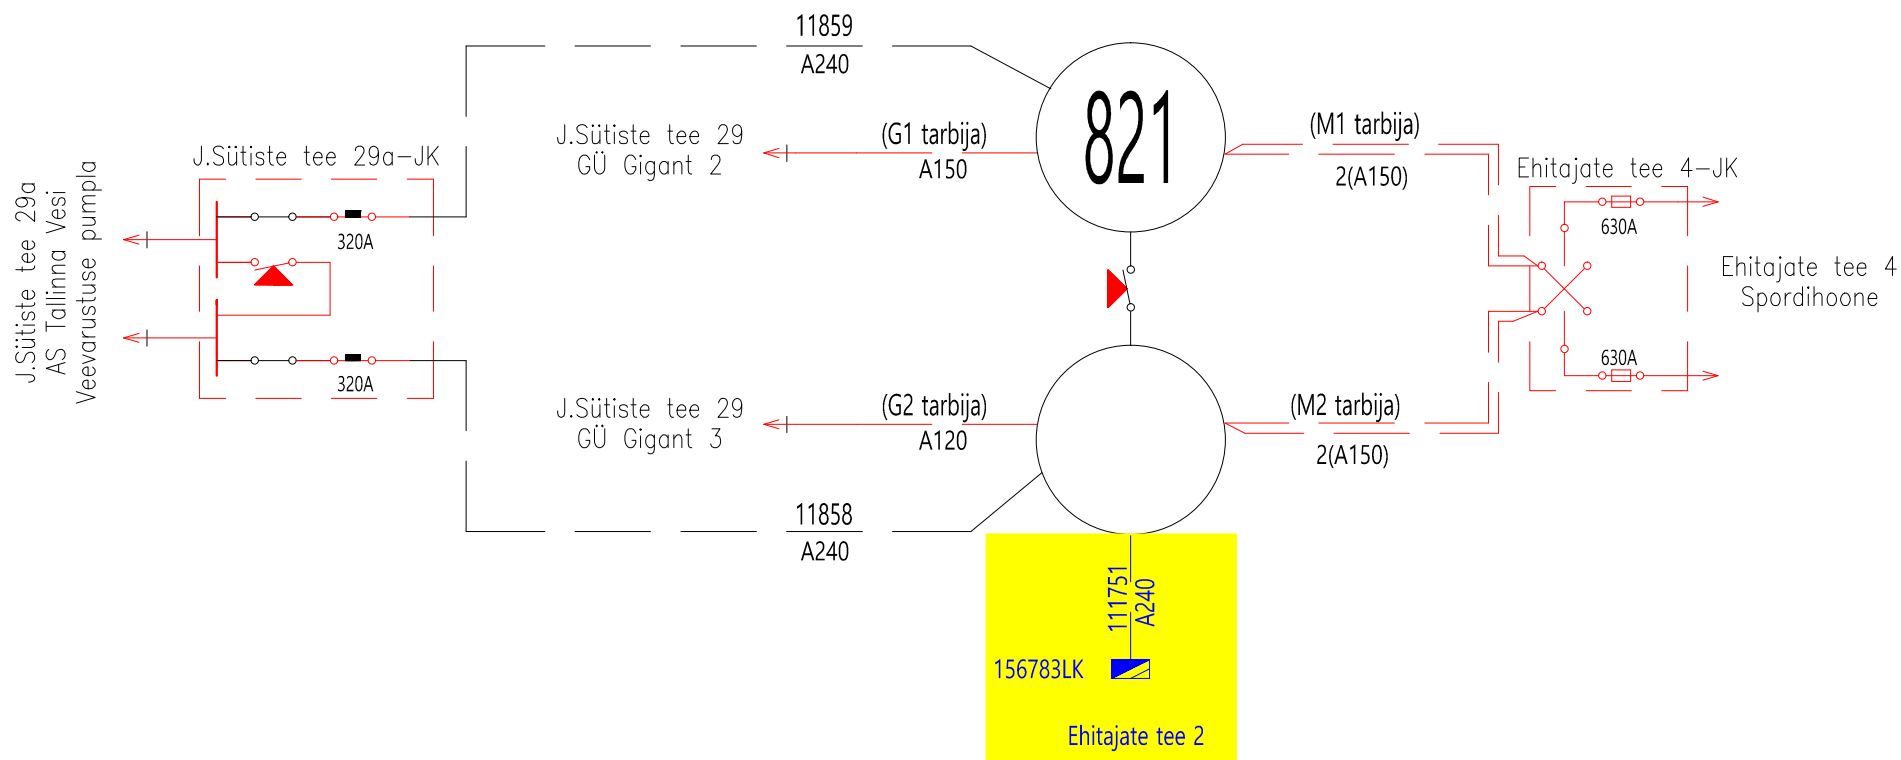 11859
A240
821
J.Sütiste tee 29
GÜ Gigant 2
(G1 tarbija)
A150
(M1 tarbija)
2(A150)
J.Sütiste tee 29a-JK
320A
320A
J.Sütiste tee 29a
AS Tallinna Vesi
Veevarustuse pumpla
Ehitajate tee 4-JK
630A
630A
Ehitajate tee 4
Spordihoone
J.Sütiste tee 29
GÜ Gigant 3
(G2 tarbija)
A120
(M2 tarbija)
2(A150)
11858
A240
111751
A240
156783LK
Ehitajate tee 2